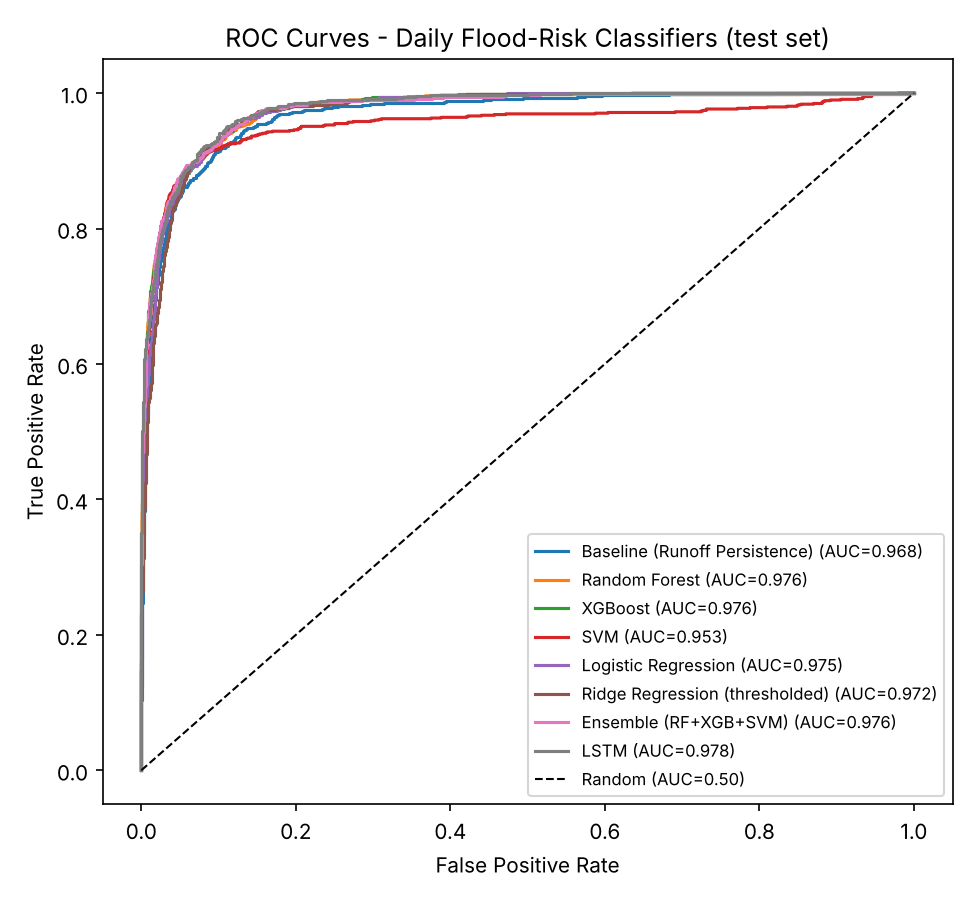 ROC Curves - Daily Flood-Risk Classifiers (test set)
True Positive Rate
1.0
0.8
0.6
0.4
0.2
0.0
Baseline (Runoff Persistence) (AUC=0.968)
Random Forest (AUC=0.976)
XGBoost (AUC=0.976)
SVM (AUC=0.953)
Logistic Regression (AUC=0.975)
Ridge Regression (thresholded) (AUC=0.972)
Ensemble (RF+XGB+SVM) (AUC=0.976)
LSTM (AUC=0.978)
Random (AUC=0.50)
0.0 0.2 0.4 0.6 0.8 1.0
False Positive Rate